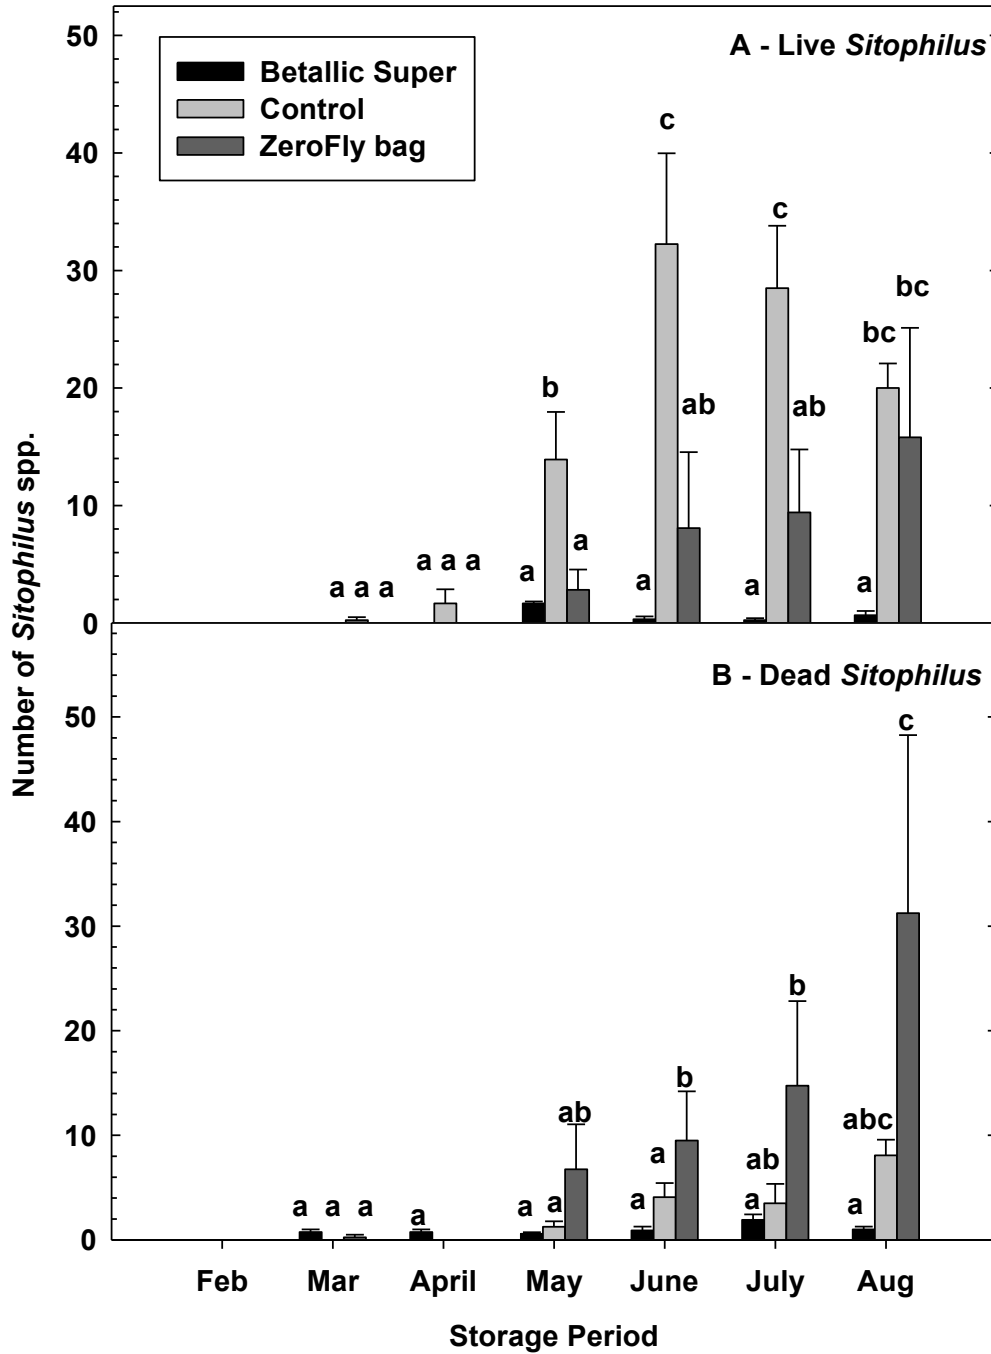 A - Live Sitophilus
Betallic Super
Control
ZeroFly bag
50
40
30
20
10
0
a a a
a a a
a
b
a
a
c
ab
a
c
ab
a
bc
bc
Number of Sitophilus spp.
B - Dead Sitophilus
50
40
30
20
10
0
a a a
a
a
a
ab
a
a
b
a
ab
b
a
abc
c
Feb Mar April May June July Aug
Storage Period